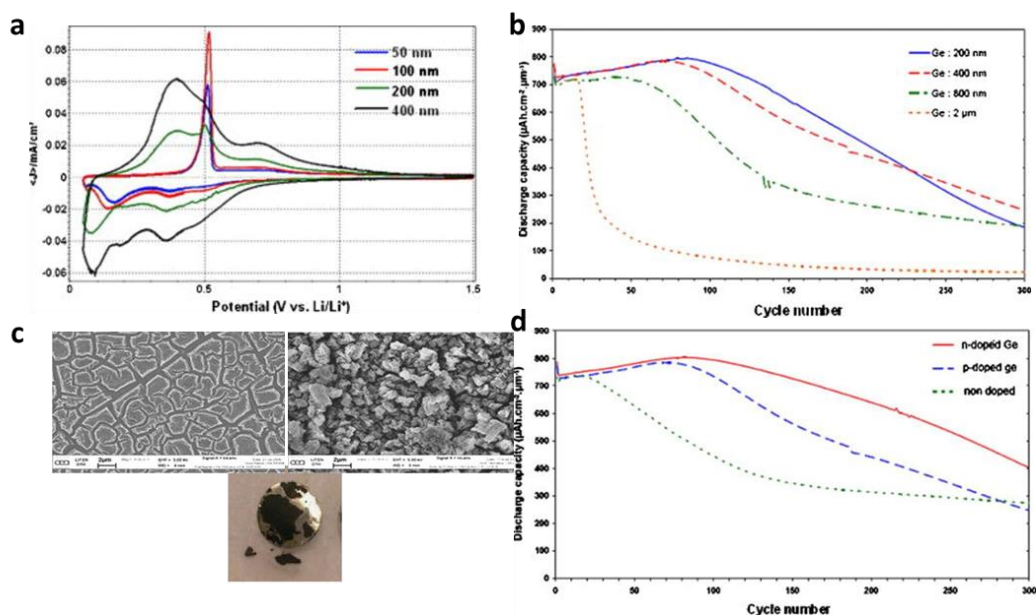 a
50 nm
100 nm
200 nm
400 nm
0.08
0.06
0.04
0.02
0
-0.02
-0.04
-0.06
<J>/mA/cm²
0
0.5
1
1.5
Potential (V vs. Li/Li⁺)
b
Ge : 200 nm
Ge : 400 nm
Ge : 800 nm
Ge : 2 µm
900
800
700
600
500
400
300
200
100
0
Discharge capacity (µAh.cm⁻².µm⁻¹)
0
50
100
150
200
250
300
Cycle number
c
2µm
2µm
d
n-doped Ge
p-doped ge
non doped
900
800
700
600
500
400
300
200
100
0
Discharge capacity (µAh.cm⁻².µm⁻¹)
0
50
100
150
200
250
300
Cycle number